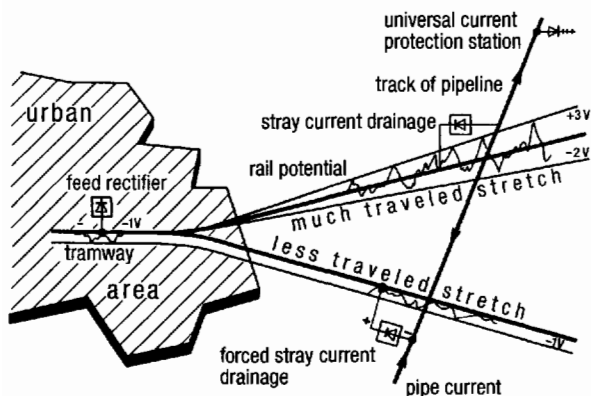 universal current
protection station
track of pipeline
urban
stray current drainage
+3V
rail potential
-2V
feed rectifier
much traveled stretch
- -1V
tramway
less traveled stretch
area
+
-
-1V
forced stray current
drainage
pipe current